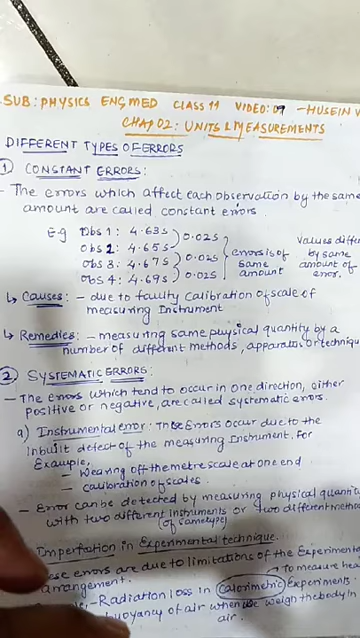 SUB: PHYSICS ENGMED CLASS 11 VIDEO: 09 -HUSEIN V
CHAP02: UNITS & MEASUREMENTS
DIFFERENT TYPES OF ERRORS
① CONSTANT ERRORS:
- The errors which affect each observation by the same
amount are called constant errors.
Eg Obs 1: 4.63s 0.02s
Obs 2: 4.65s
Obs 3: 4.67s 0.02s
Obs 4: 4.69s 0.02s
errors is of same amount
Values differ by same amount of error.
↳ Causes: - due to faulty Calibration of scale of
measuring Instrument
↳ Remedies: - measuring same physical quantity by a
number of different methods, apparatus or technique
② SYSTEMATIC ERRORS:
- The errors which tend to occur in one direction, either
positive or negative, are called systematic errors.
a) Instrumental error: These Errors occur due to the
inbuilt defect of the measuring Instrument, for
Example,
- Wearing off the metre scale at one end
- calibration of scales.
- Error can be detected by measuring physical quantit
with two different instruments or two different method
(of same type)
Imperfation in Experimental technique.
ese errors are due to limitations of the Experimenta
arrangement.
To measure hea
- Radiation loss in Calorimetric Experiments
buoyancy of air when we weigh the body in
air.